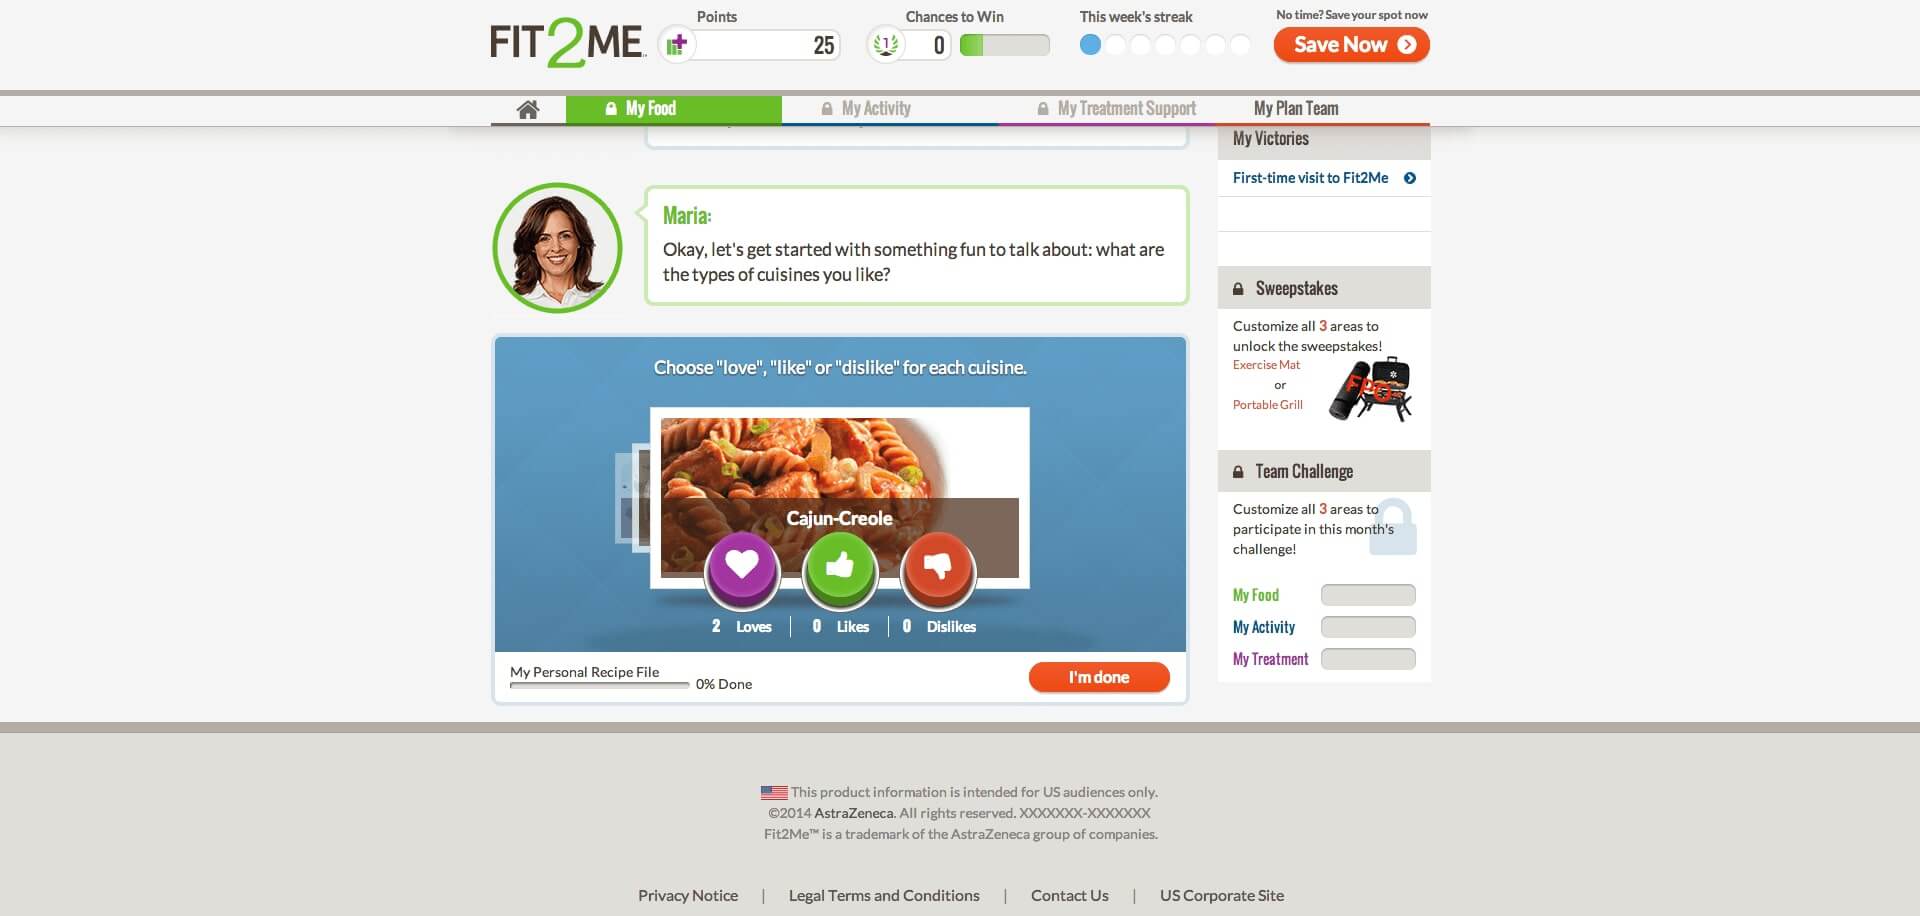 FIT2ME
Points
25
Chances to Win
1
0
This week's streak
No time? Save your spot now
Save Now
My Food
My Activity
My Treatment Support
My Plan Team
My Victories
First-time visit to Fit2Me
Maria:
Okay, let's get started with something fun to talk about: what are
the types of cuisines you like?
Choose "love", "like" or "dislike" for each cuisine.
Cajun-Creole
2 Loves
0 Likes
0 Dislikes
My Personal Recipe File
0% Done
I'm done
Sweepstakes
Customize all 3 areas to
unlock the sweepstakes!
Exercise Mat
or
Portable Grill
FPO
Team Challenge
Customize all 3 areas to
participate in this month's
challenge!
My Food
My Activity
My Treatment
This product information is intended for US audiences only.
©2014 AstraZeneca. All rights reserved. XXXXXXX-XXXXXXX
Fit2Me™ is a trademark of the AstraZeneca group of companies.
Privacy Notice | Legal Terms and Conditions | Contact Us | US Corporate Site